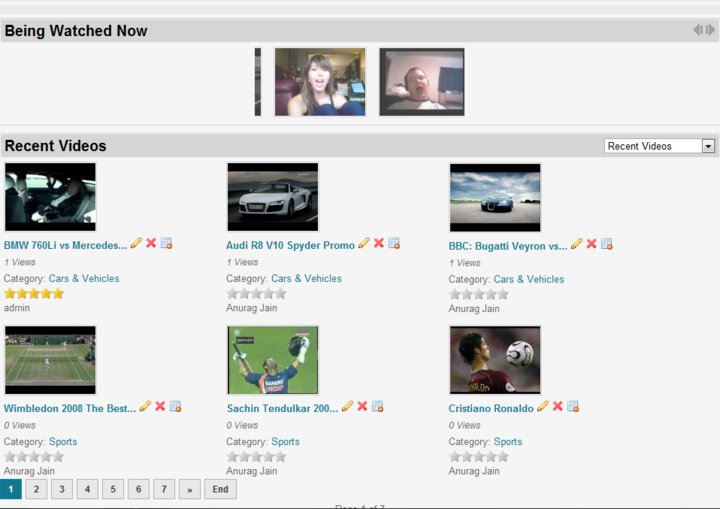 Being Watched Now
Recent Videos
Recent Videos
BMW 760Li vs Mercedes...
Audi R8 V10 Spyder Promo
BBC: Bugatti Veyron vs...
1 Views
1 Views
1 Views
Category: Cars & Vehicles
Category: Cars & Vehicles
Category: Cars & Vehicles
admin
Anurag Jain
Anurag Jain
Wimbledon 2008 The Best...
Sachin Tendulkar 200...
Cristiano Ronaldo
0 Views
0 Views
0 Views
Category: Sports
Category: Sports
Category: Sports
Anurag Jain
Anurag Jain
Anurag Jain
1 2 3 4 5 6 7 » End